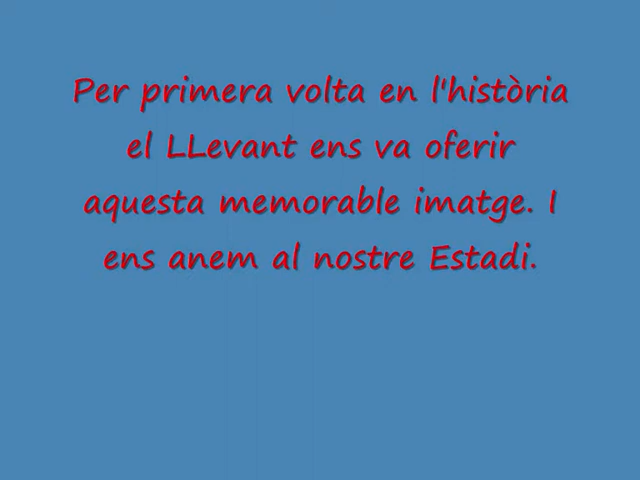 Per primera volta en l'història
el LLevant ens va oferir
aquesta memorable imatge. I
ens anem al nostre Estadi.